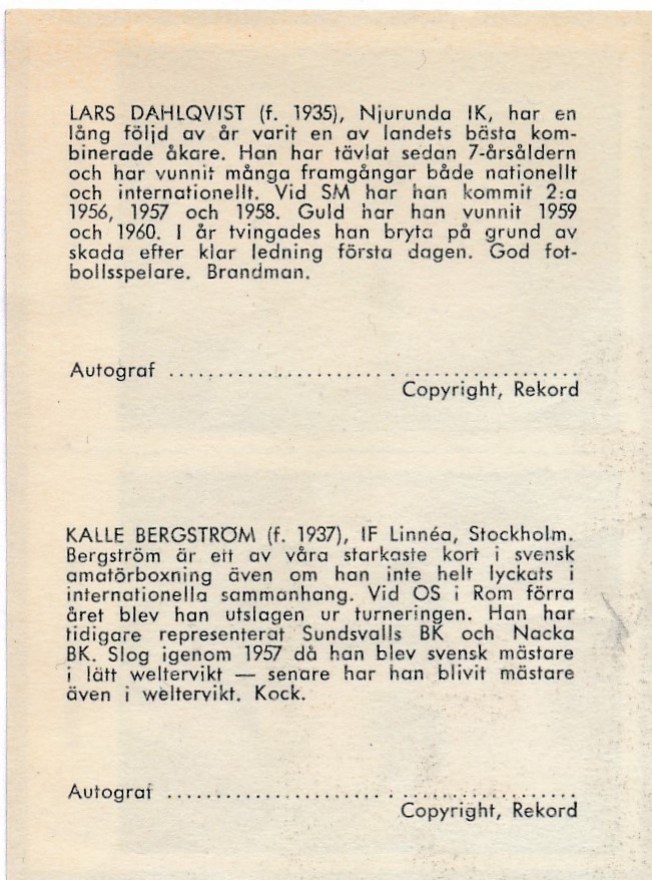 LARS DAHLQVIST (f. 1935), Njurunda IK, har en
lång följd av år varit en av landets bästa kom-
binerade åkare. Han har tävlat sedan 7-årsåldern
och har vunnit många framgångar både nationellt
och internationellt. Vid SM har han kommit 2:a
1956, 1957 och 1958. Guld har han vunnit 1959
och 1960. I år tvingades han bryta på grund av
skada efter klar ledning första dagen. God fot-
bollsspelare. Brandman.
Autograf ........................................
Copyright, Rekord
KALLE BERGSTRÖM (f. 1937), IF Linnéa, Stockholm.
Bergström är ett av våra starkaste kort i svensk
amatörboxning även om han inte helt lyckats i
internationella sammanhang. Vid OS i Rom förra
året blev han utslagen ur turneringen. Han har
tidigare representerat Sundsvalls BK och Nacka
BK. Slog igenom 1957 då han blev svensk mästare
i lätt weltervikt — senare har han blivit mästare
även i weltervikt. Kock.
Autograf ........................................
Copyright, Rekord